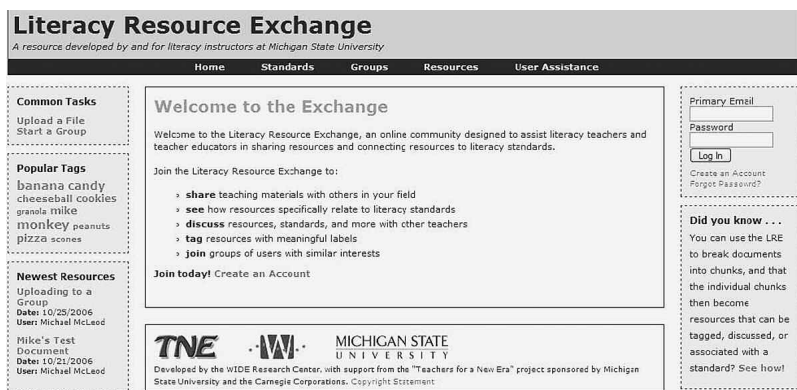 Literacy Resource Exchange
A resource developed by and for literacy instructors at Michigan State University
Home Standards Groups Resources User Assistance
Common Tasks
Upload a File
Start a Group
Popular Tags
banana candy
cheeseball cookies
granola mike
monkey peanuts
pizza scones
Newest Resources
Uploading to a
Group
Date: 10/25/2006
User: Michael McLeod
Mike's Test
Document
Date: 10/21/2006
User: Michael McLeod
Welcome to the Exchange
Welcome to the Literacy Resource Exchange, an online community designed to assist literacy teachers and
teacher educators in sharing resources and connecting resources to literacy standards.
Join the Literacy Resource Exchange to:
› share teaching materials with others in your field
› see how resources specifically relate to literacy standards
› discuss resources, standards, and more with other teachers
› tag resources with meaningful labels
› join groups of users with similar interests
Join today! Create an Account
TNE W MICHIGAN STATE
UNIVERSITY
Developed by the WIDE Research Center, with support from the "Teachers for a New Era" project sponsored by Michigan
State University and the Carnegie Corporations. Copyright Statement
Primary Email
Password
Log In
Create an Account
Forgot Password?
Did you know . . .
You can use the LRE
to break documents
into chunks, and that
the individual chunks
then become
resources that can be
tagged, discussed, or
associated with a
standard? See how!